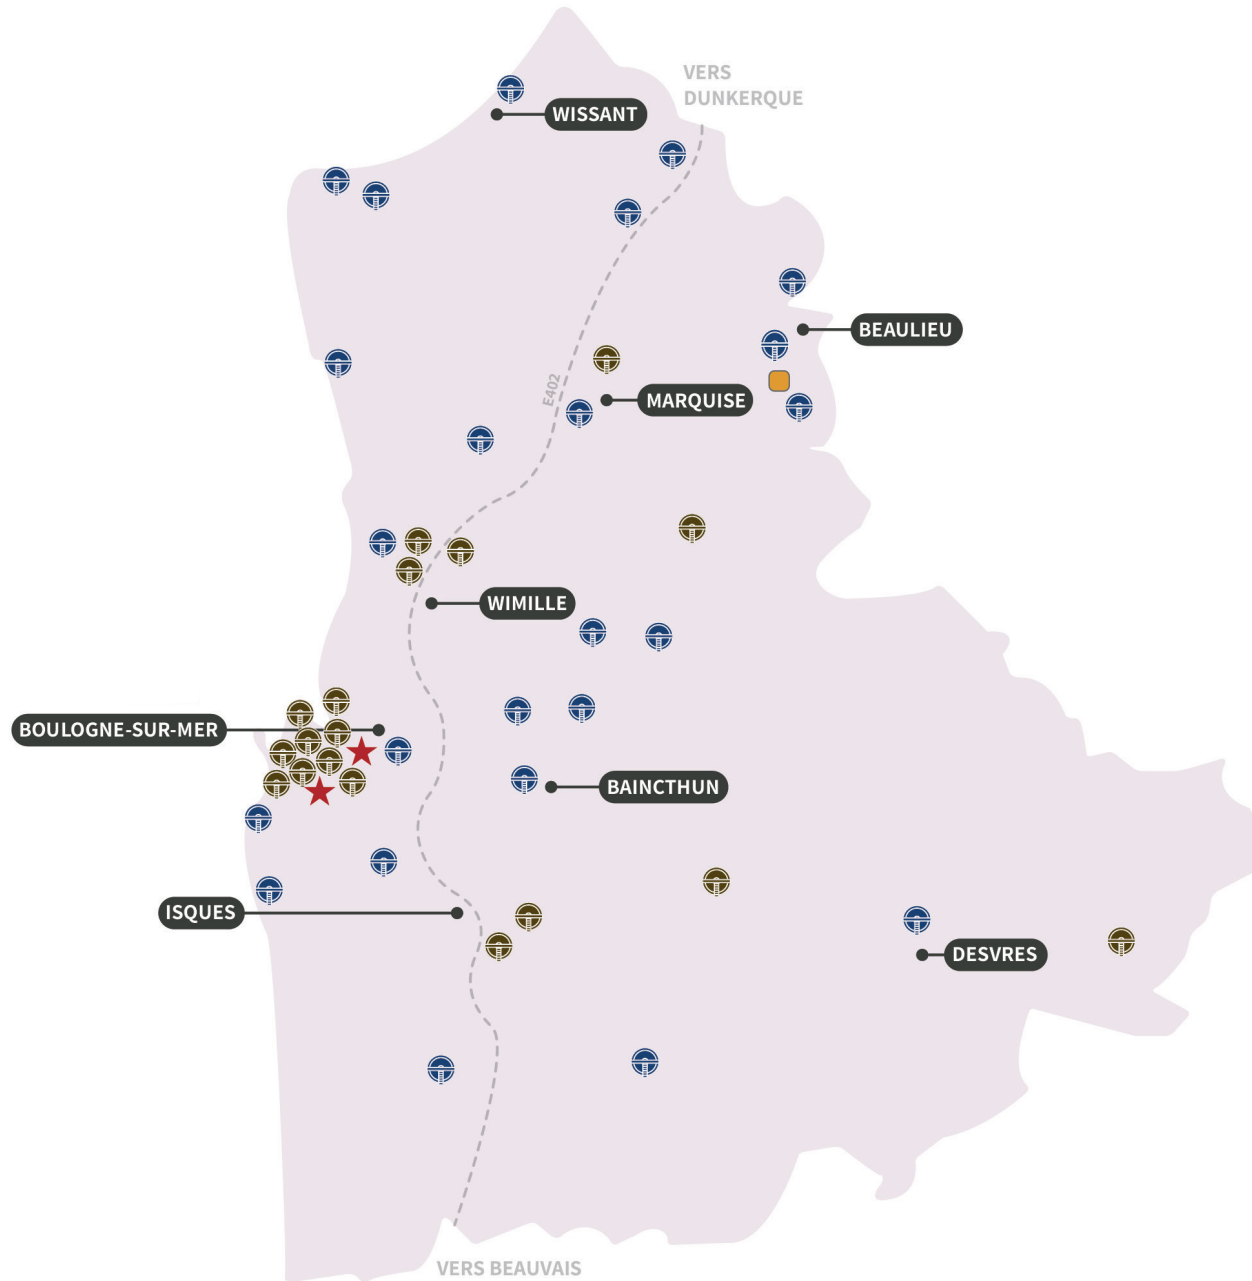 VERS
DUNKERQUE
WISSANT
BEAULIEU
E402
MARQUISE
WIMILLE
BOULOGNE-SUR-MER
BAINCTHUN
ISQUES
DESVRES
VERS BEAUVAIS